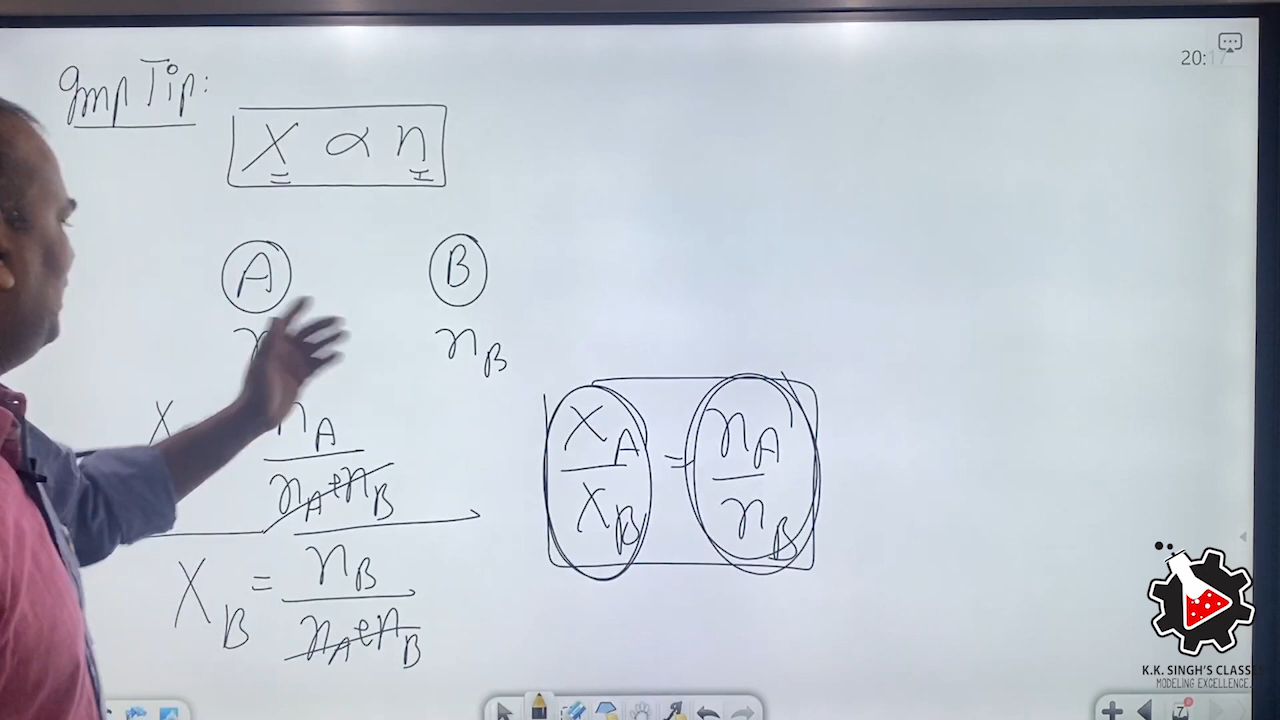 Imp Tip:
20:17
X ∝ n
A B
n n_B
X n_A
n_A + n_B
X_A = n_A
X_B n_B
X_B = n_B
n_A + n_B
K.K. SINGH'S CLASSES
MODELING EXCELLENCE.
7